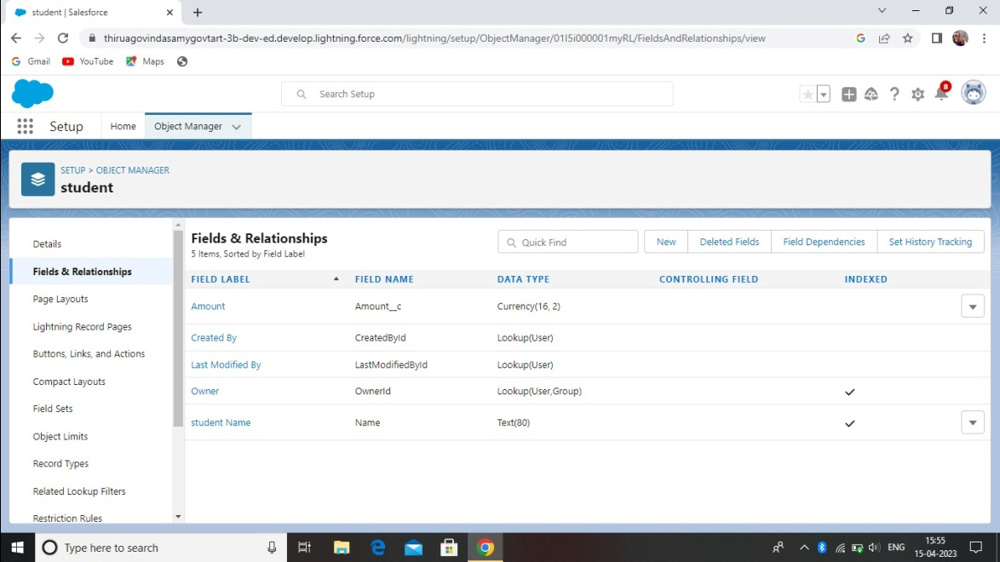 student | Salesforce
thiruagovindasamygovtart-3b-dev-ed.develop.lightning.force.com/lightning/setup/ObjectManager/01I5i000001myRL/FieldsAndRelationships/view
Gmail YouTube Maps
Search Setup
8
Setup Home Object Manager
SETUP > OBJECT MANAGER
student
Details
Fields & Relationships
Page Layouts
Lightning Record Pages
Buttons, Links, and Actions
Compact Layouts
Field Sets
Object Limits
Record Types
Related Lookup Filters
Restriction Rules
Fields & Relationships
5 Items, Sorted by Field Label
Quick Find New Deleted Fields Field Dependencies Set History Tracking
FIELD LABEL FIELD NAME DATA TYPE CONTROLLING FIELD INDEXED
Amount Amount__c Currency(16, 2)
Created By CreatedById Lookup(User)
Last Modified By LastModifiedById Lookup(User)
Owner OwnerId Lookup(User,Group)
student Name Name Text(80)
Type here to search
ENG
15:55
15-04-2023